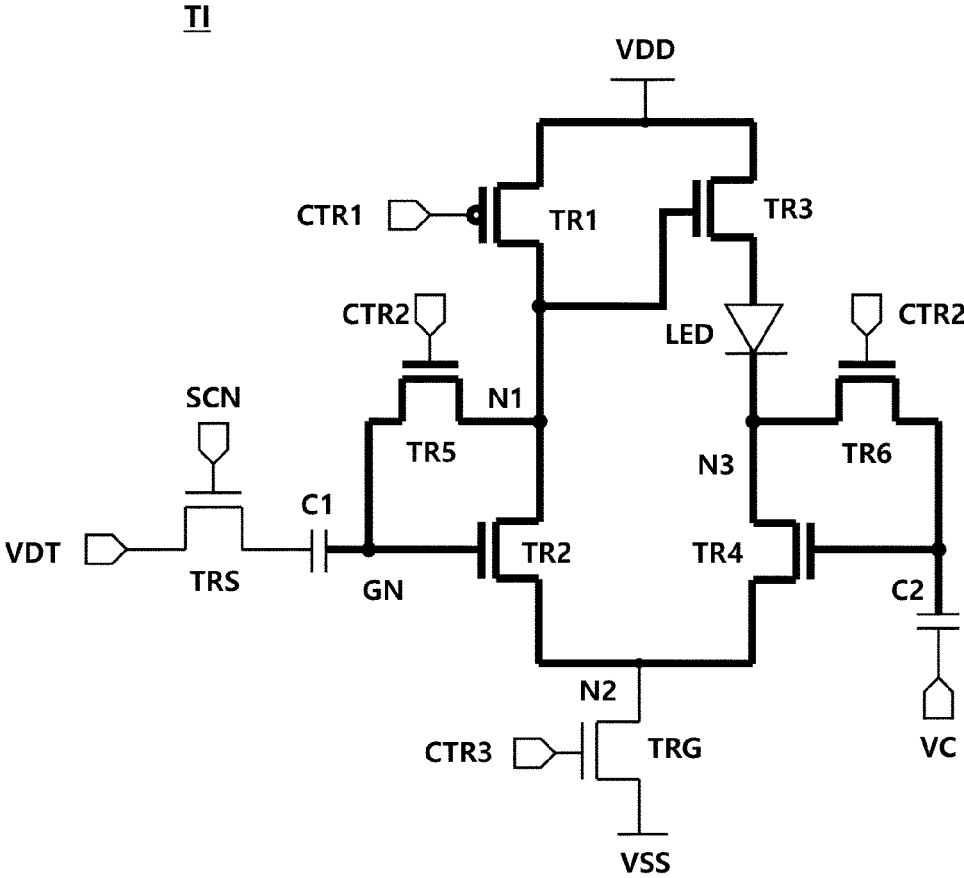 TI
VDD
CTR1
TR1
TR3
CTR2
LED
CTR2
SCN
N1
TR5
N3
TR6
C1
VDT
TRS
GN
TR2
TR4
C2
N2
CTR3
TRG
VC
VSS